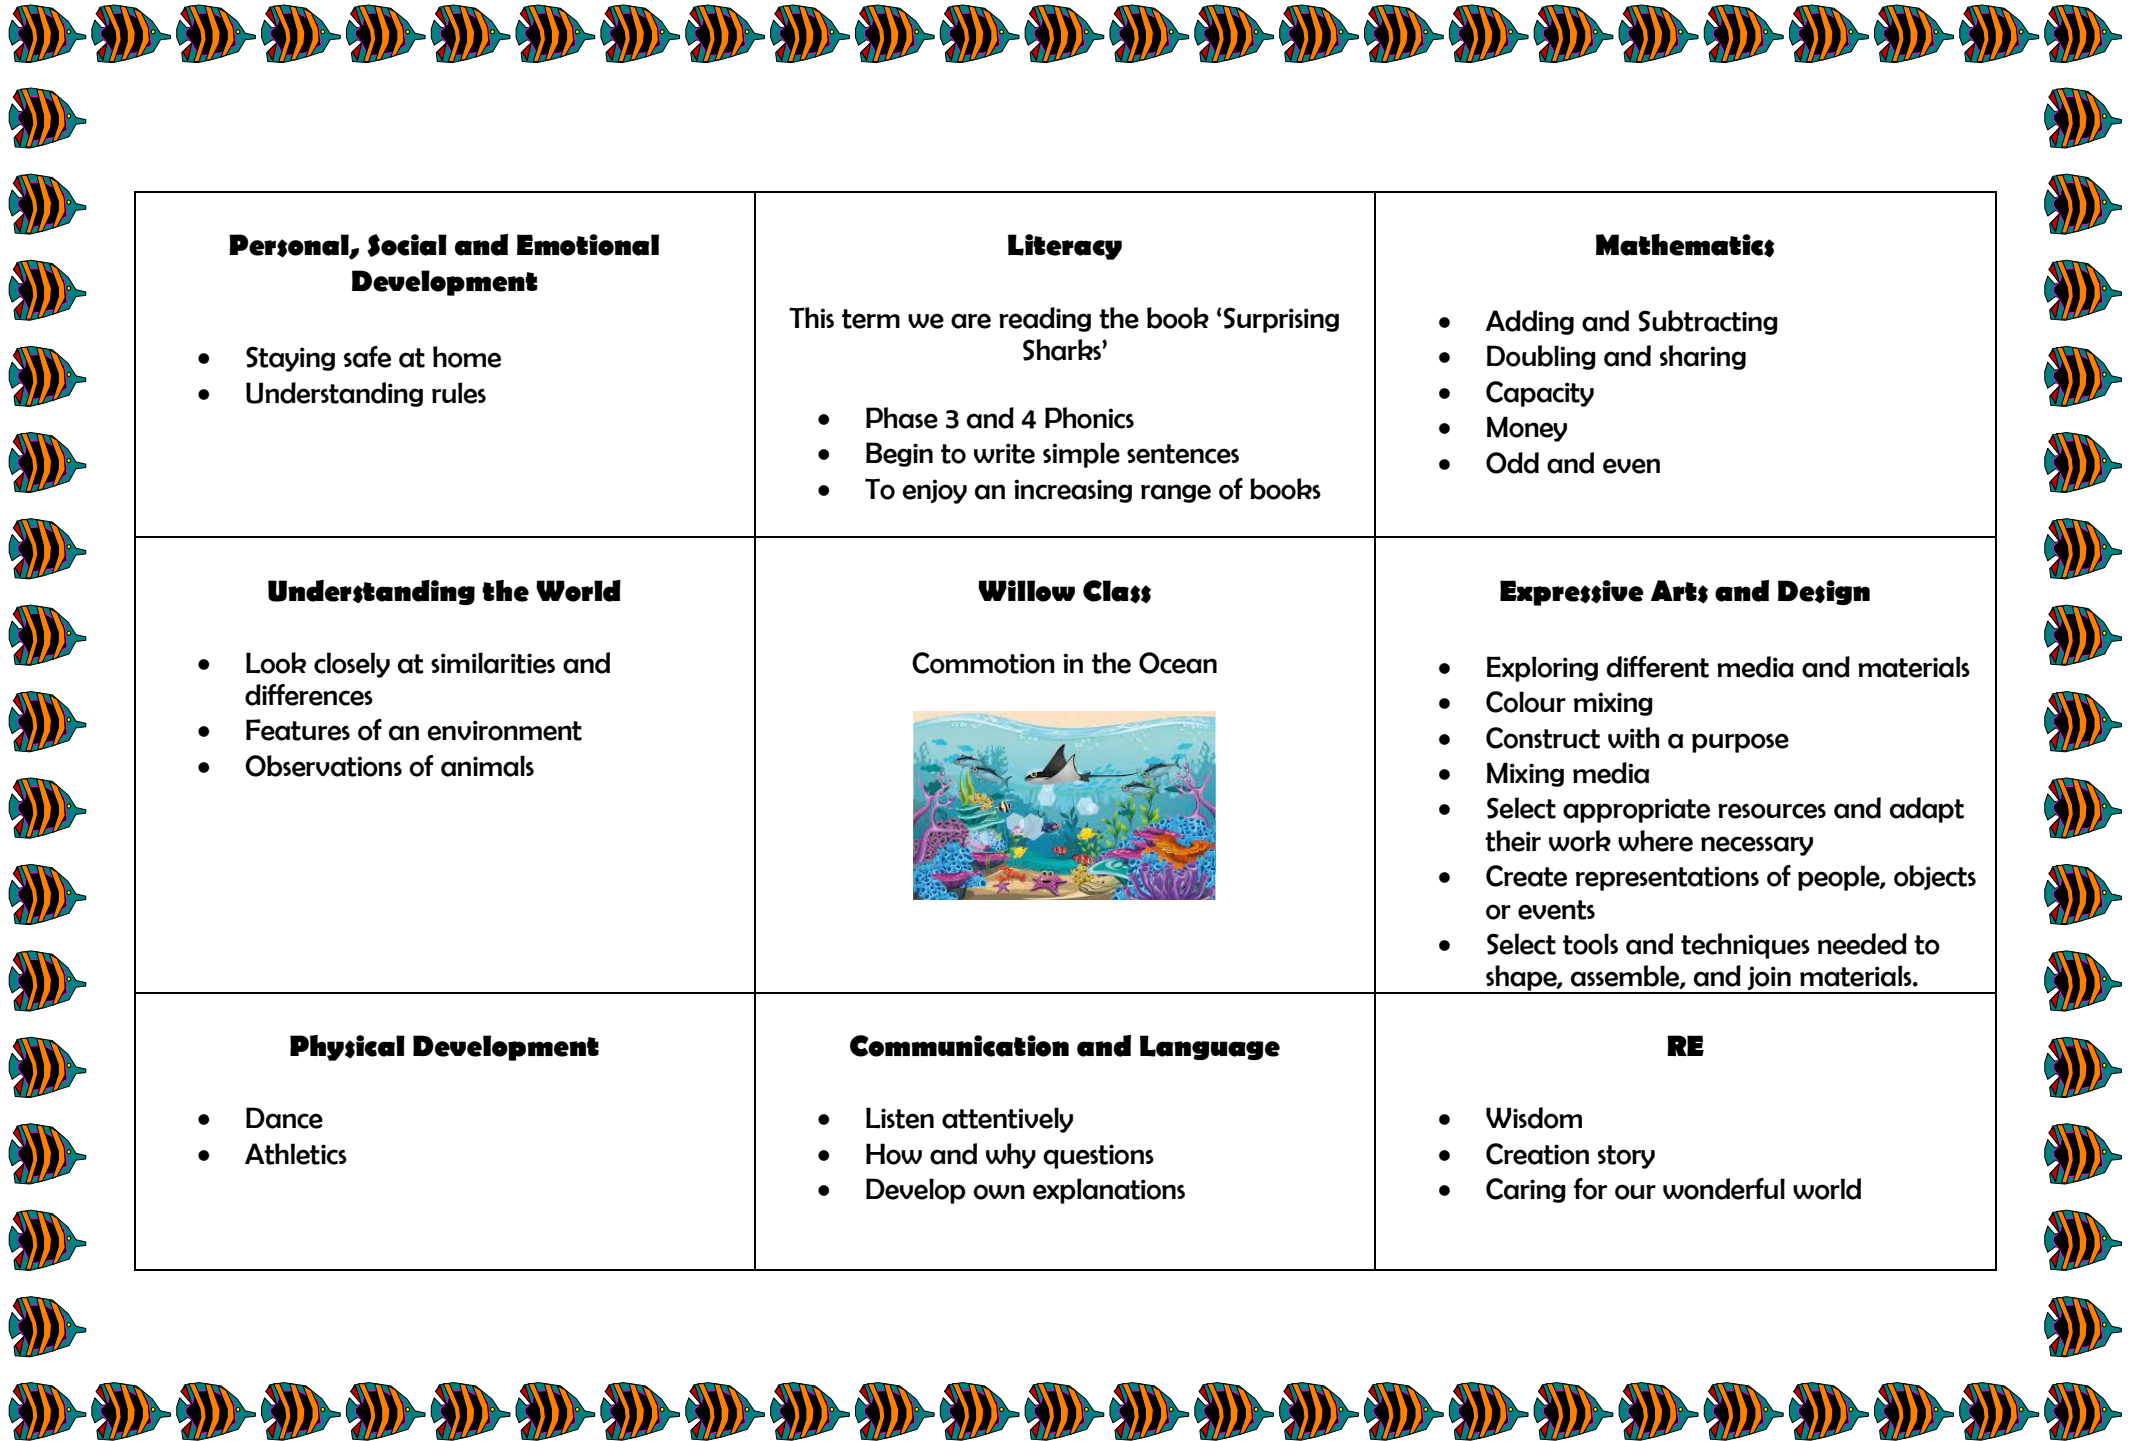 Personal, Social and Emotional
Development
• Staying safe at home
• Understanding rules
Literacy
This term we are reading the book ‘Surprising
Sharks’
• Phase 3 and 4 Phonics
• Begin to write simple sentences
• To enjoy an increasing range of books
Mathematics
• Adding and Subtracting
• Doubling and sharing
• Capacity
• Money
• Odd and even
Understanding the World
• Look closely at similarities and
differences
• Features of an environment
• Observations of animals
Willow Class
Commotion in the Ocean
Expressive Arts and Design
• Exploring different media and materials
• Colour mixing
• Construct with a purpose
• Mixing media
• Select appropriate resources and adapt
their work where necessary
• Create representations of people, objects
or events
• Select tools and techniques needed to
shape, assemble, and join materials.
Physical Development
• Dance
• Athletics
Communication and Language
• Listen attentively
• How and why questions
• Develop own explanations
RE
• Wisdom
• Creation story
• Caring for our wonderful world